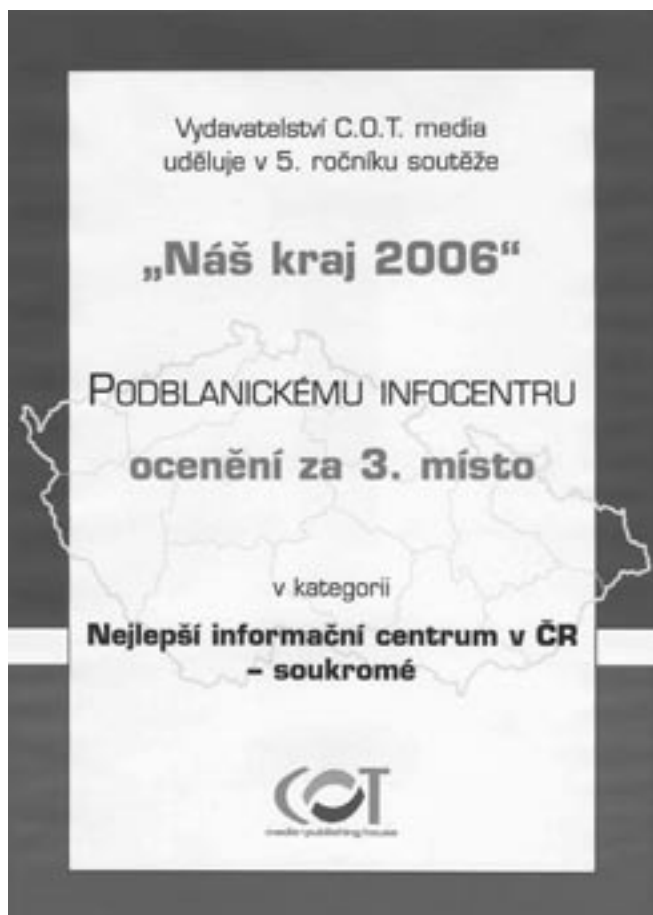 Vydavatelství C.O.T. media
uděluje v 5. ročníku soutěže
„Náš kraj 2006“
PODBLANICKÉMU INFOCENTRU
ocenění za 3. místo
v kategorii
Nejlepší informační centrum v ČR
– soukromé
COT
media-publishing house